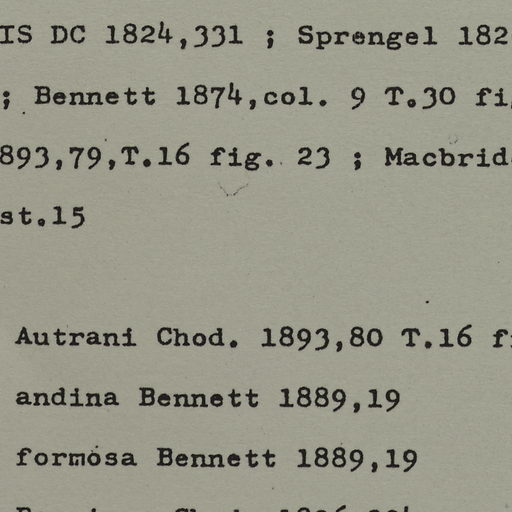 IS DC 1824,331 ; Sprengel 182
; Bennett 1874,col. 9 T.30 fi
893,79,T.16 fig. 23 ; Macbrid
st.15
Autrani Chod. 1893,80 T.16 f
andina Bennett 1889,19
formosa Bennett 1889,19